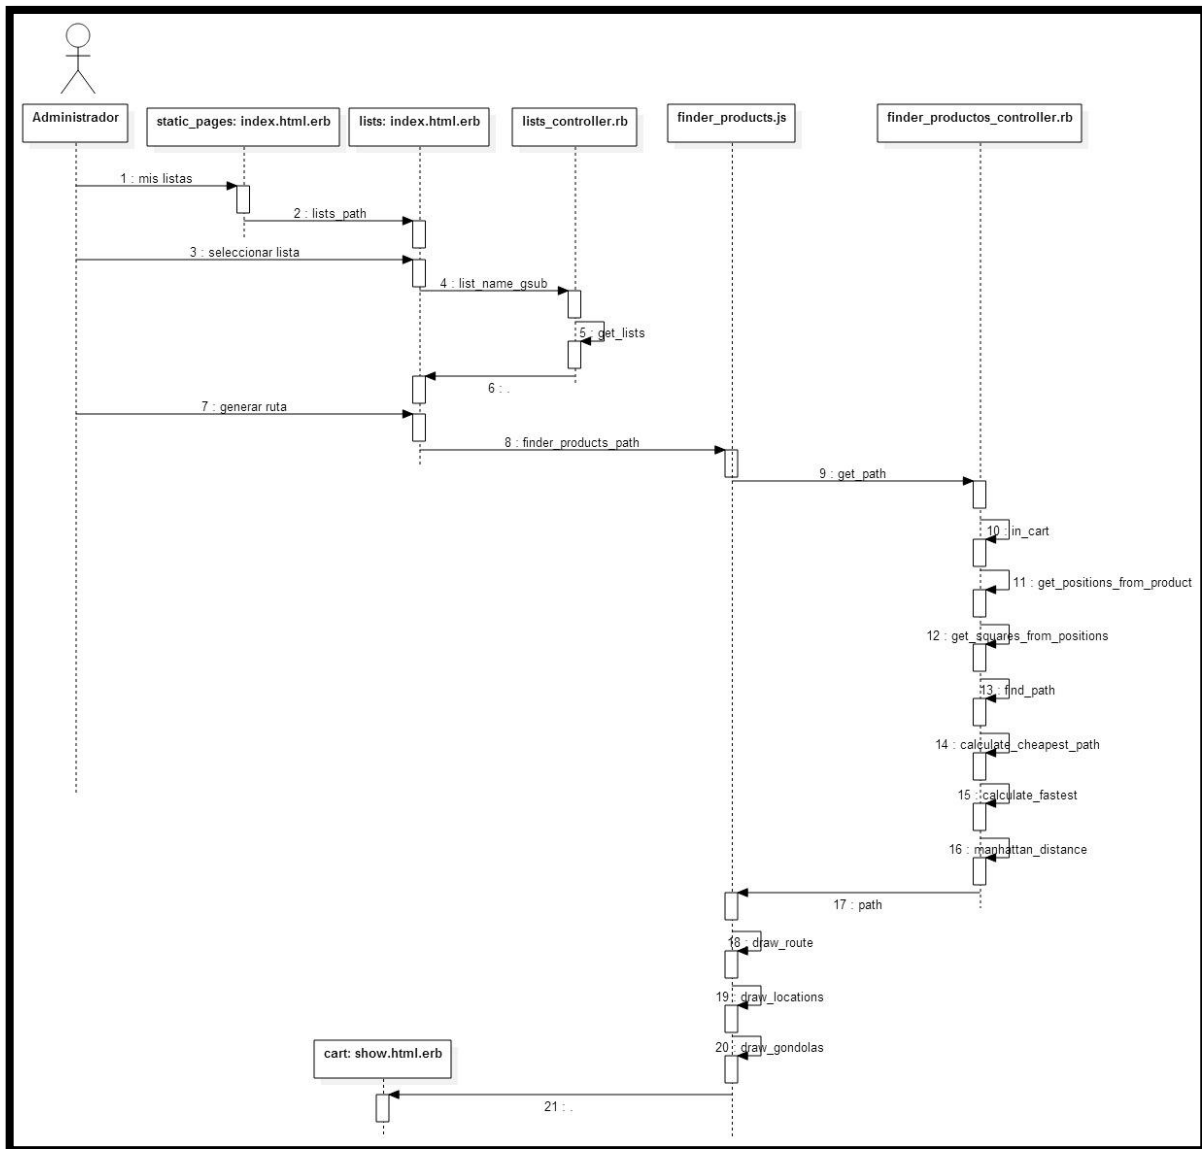 Administrador
static_pages: index.html.erb
lists: index.html.erb
lists_controller.rb
finder_products.js
finder_productos_controller.rb
1 : mis listas
2 : lists_path
3 : seleccionar lista
4 : list_name_gsub
5 : get_lists
6 : .
7 : generar ruta
8 : finder_products_path
9 : get_path
10 : in_cart
11 : get_positions_from_product
12 : get_squares_from_positions
13 : find_path
14 : calculate_cheapest_path
15 : calculate_fastest
16 : manhattan_distance
17 : path
18 : draw_route
19 : draw_locations
20 : draw_gondolas
cart: show.html.erb
21 : .